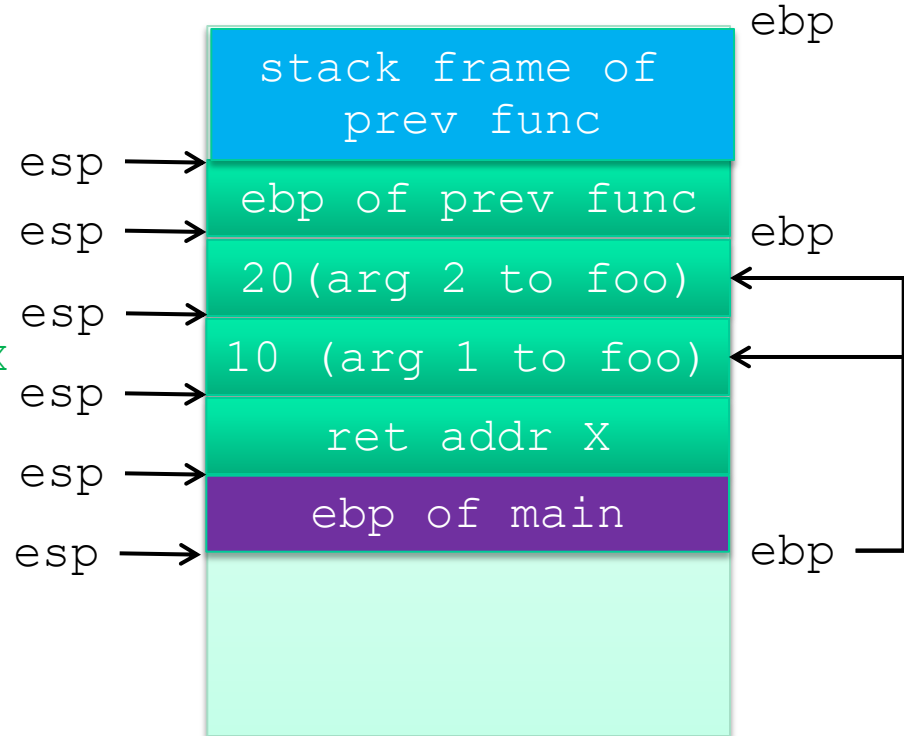 ebp
stack frame of
prev func
esp
ebp of prev func
esp
ebp
20(arg 2 to foo)
esp
10 (arg 1 to foo)
x
esp
ret addr X
esp
ebp of main
esp
ebp